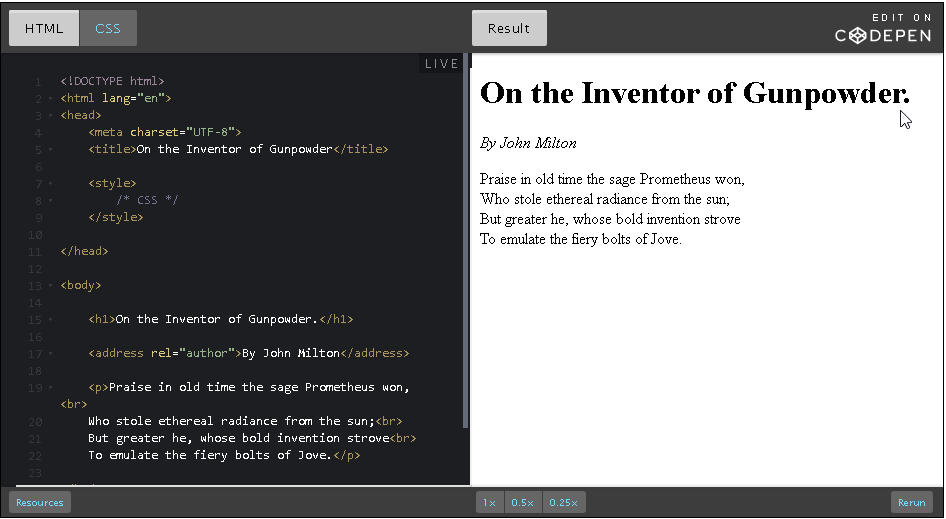 HTML
CSS
Result
EDIT ON
CODEPEN
LIVE
1 <!DOCTYPE html>
2 <html lang="en">
3 <head>
4 <meta charset="UTF-8">
5 <title>On the Inventor of Gunpowder</title>
6
7 <style>
8 /* CSS */
9 </style>
10
11 </head>
12
13 <body>
14
15 <h1>On the Inventor of Gunpowder.</h1>
16
17 <address rel="author">By John Milton</address>
18
19 <p>Praise in old time the sage Prometheus won,
<br>
20 Who stole ethereal radiance from the sun;<br>
21 But greater he, whose bold invention strove<br>
22 To emulate the fiery bolts of Jove.</p>
23
On the Inventor of Gunpowder.
By John Milton
Praise in old time the sage Prometheus won,
Who stole ethereal radiance from the sun;
But greater he, whose bold invention strove
To emulate the fiery bolts of Jove.
Resources
1x
0.5x
0.25x
Rerun